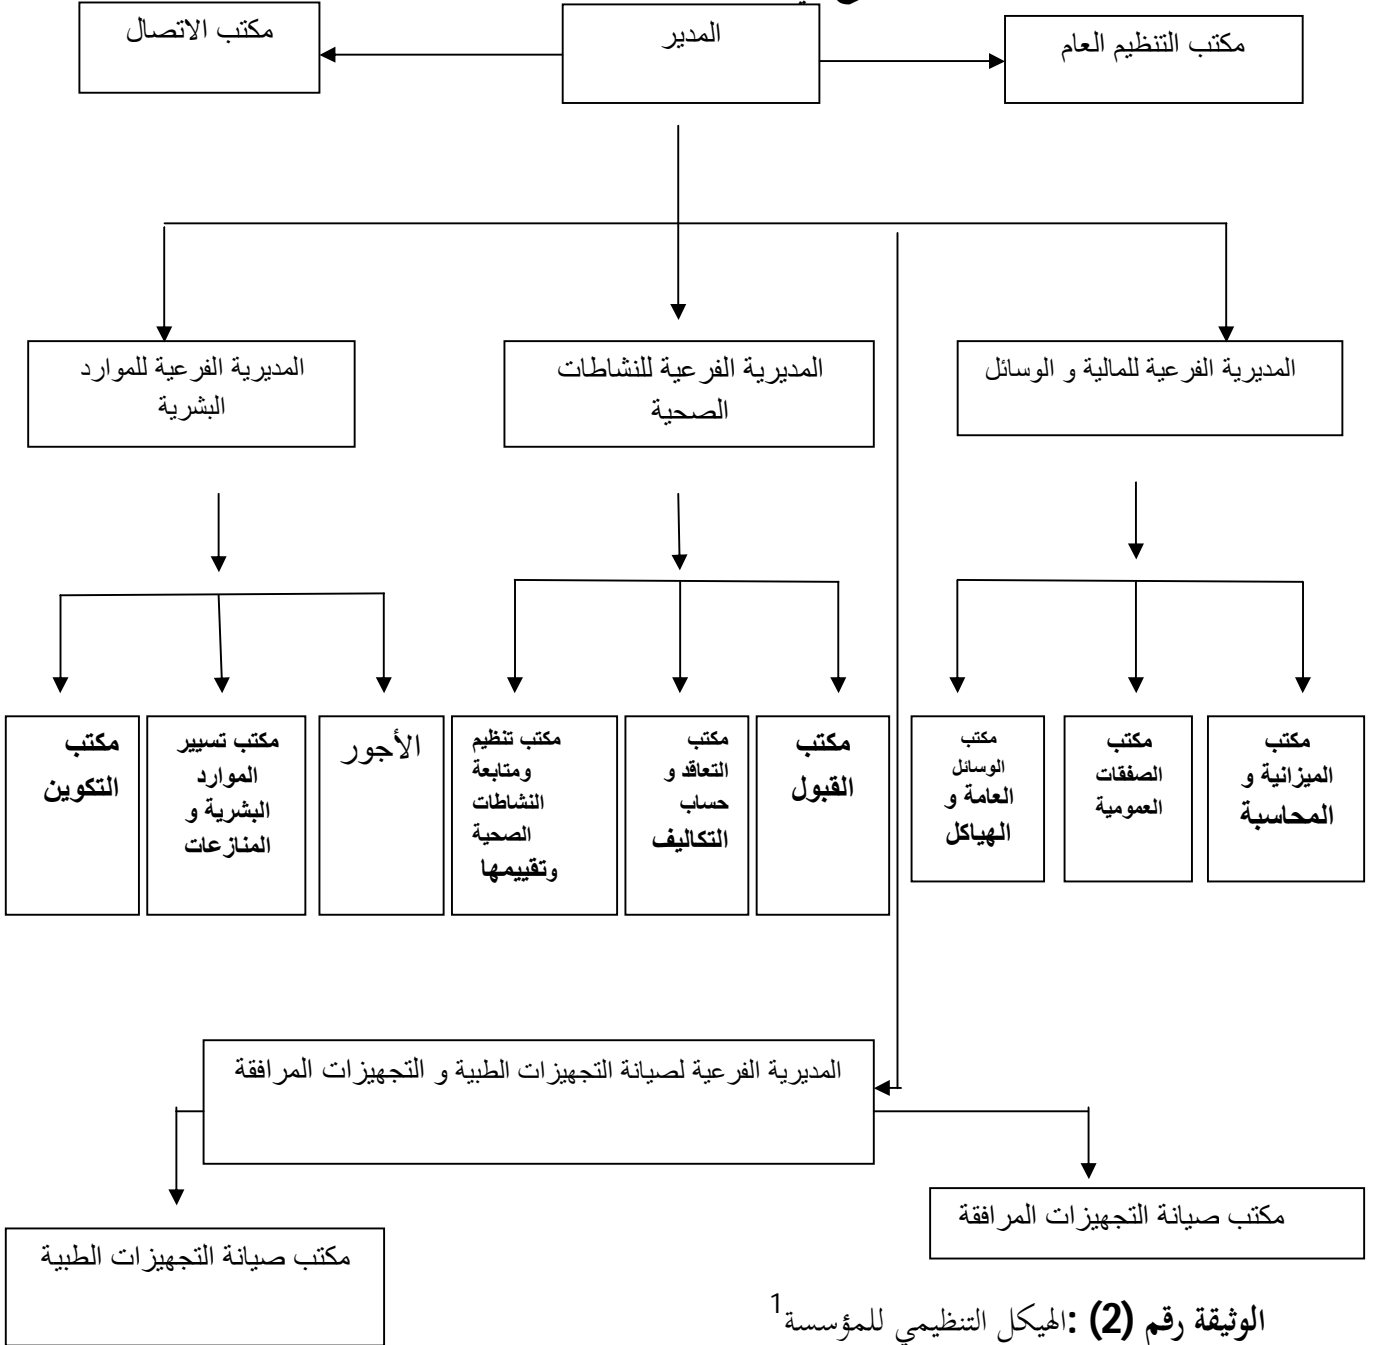 مكتب التنظيم العام
المدير
مكتب الاتصال
المديرية الفرعية للمالية و الوسائل
المديرية الفرعية للنشاطات
الصحية
المديرية الفرعية للموارد
البشرية
مكتب
الميزانية و
المحاسبة
مكتب
الصفقات
العمومية
مكتب
الوسائل
العامة و
الهياكل
مكتب
القبول
مكتب
التعاقد و
حساب
التكاليف
مكتب تنظيم
ومتابعة
النشاطات
الصحية
وتقييمها
الأجور
مكتب تسيير
الموارد
البشرية و
المنازعات
مكتب
التكوين
المديرية الفرعية لصيانة التجهيزات الطبية و التجهيزات المرافقة
مكتب صيانة التجهيزات المرافقة
مكتب صيانة التجهيزات الطبية
الوثيقة رقم (2) :الهيكل التنظيمي للمؤسسة1